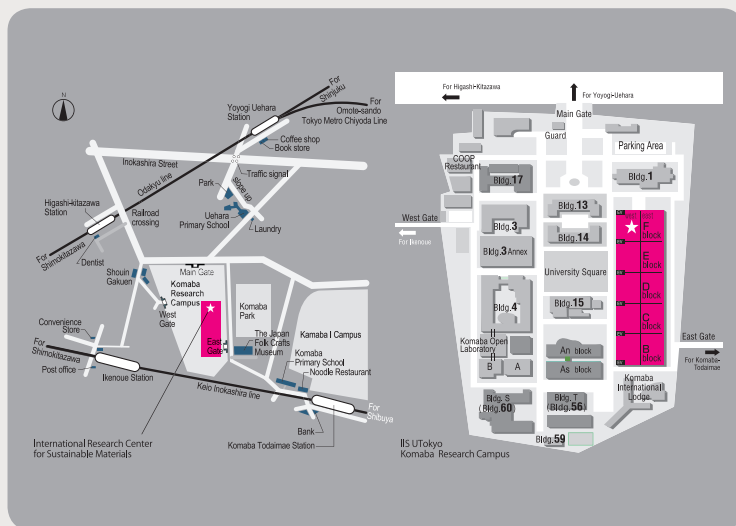 N
For
Shinjuku
For
Omote-sando
Tokyo Metro Chiyoda Line
Yoyogi Uehara
Station
Coffee shop
Book store
Inokashira Street
Traffic signal
Odakyu line
slope up
Park
Uehara
Primary School
Laundry
Higashi-kitazawa
Station
Railroad
crossing
For
Shimokitazawa
Dentist
Shouin
Gakuen
Main Gate
Komaba
Research
Campus
West
Gate
Komaba
Park
Kamaba I Campus
East
Gate
The Japan
Folk Crafts
Museum
Komaba
Primary School
Noodle Restaurant
Convenience
Store
For
Shimokitazawa
Post office
Ikenoue Station
Keio Inokashira line
For
Shibuya
Bank
Komaba Todaimae Station
International Research Center
for Sustainable Materials
For Higashi-Kitazawa
For Yoyogi-Uehara
Main Gate
Guard
Parking Area
COOP
Restaurant
Bldg.17
Bldg.1
Bldg.13
West Gate
For Ikenoue
Bldg.3
Bldg.14
Bldg.3 Annex
University Square
F
block
E
block
D
block
C
block
B
block
Bldg.4
Bldg.15
East Gate
For Komaba-
Todaimae
Komaba Open
Laboratory
B
A
An block
As block
Komaba
International
Lodge
Bldg. S
(Bldg.60)
Bldg. T
(Bldg.56)
Bldg.59
IIS UTokyo
Komaba Research Campus